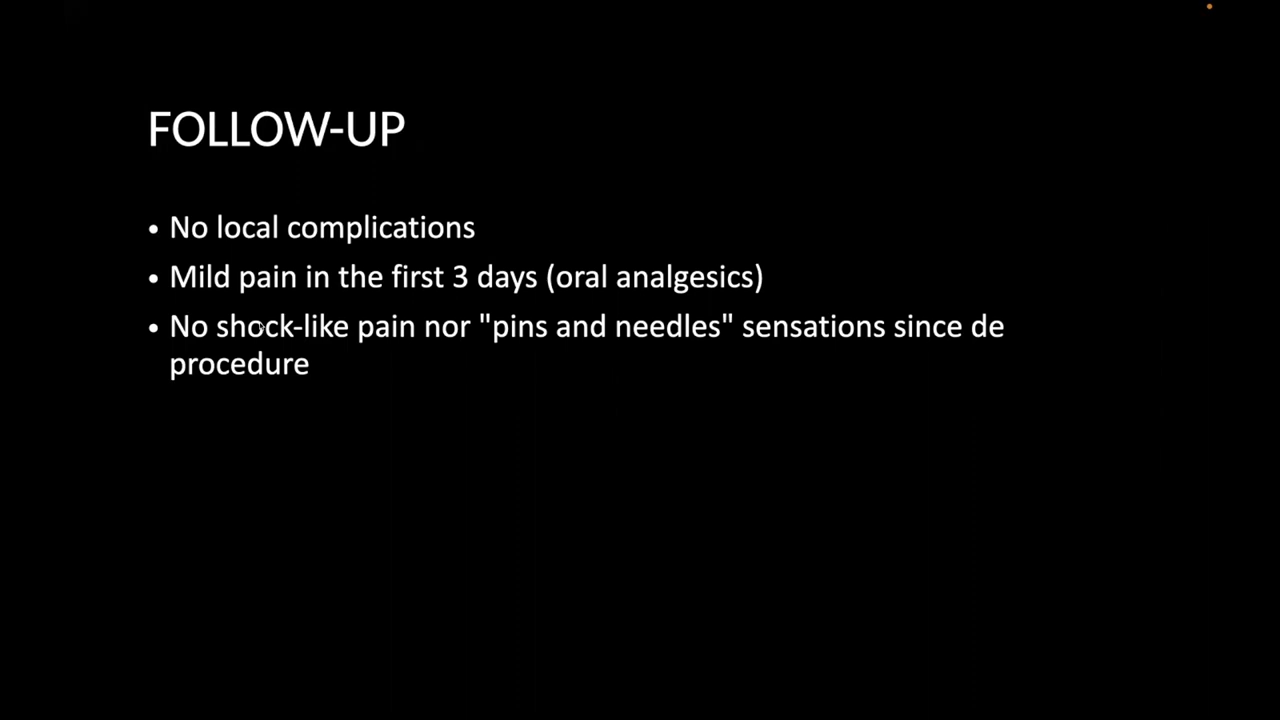 FOLLOW-UP
• No local complications
• Mild pain in the first 3 days (oral analgesics)
• No shock-like pain nor "pins and needles" sensations since de
procedure